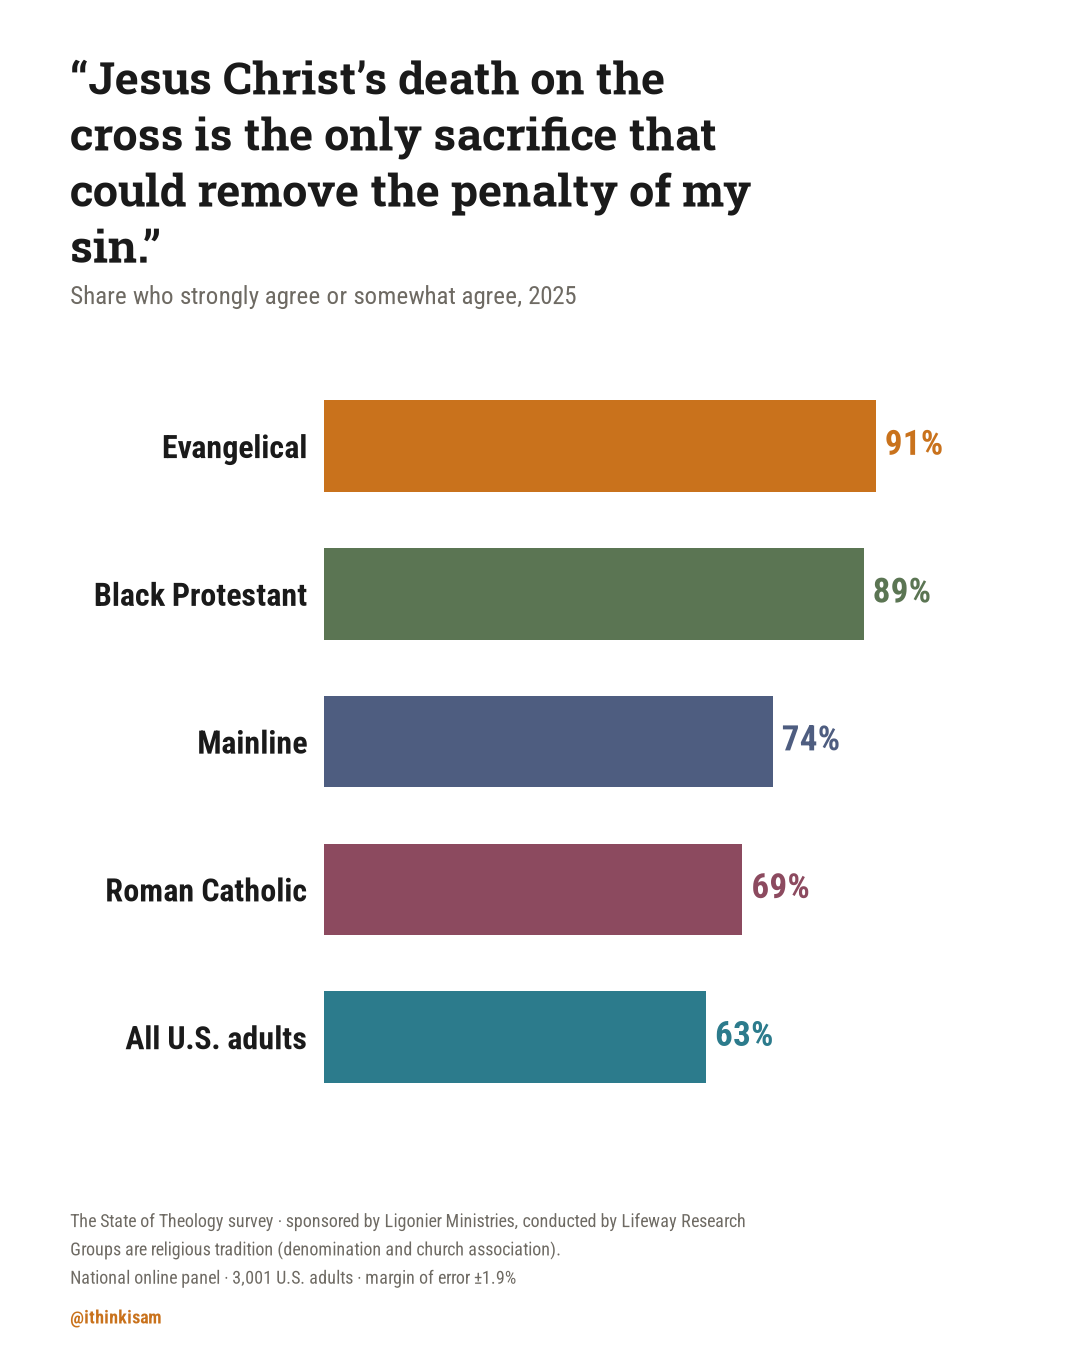 “Jesus Christ’s death on the
cross is the only sacrifice that
could remove the penalty of my
sin.”
Share who strongly agree or somewhat agree, 2025
Evangelical 91%
Black Protestant 89%
Mainline 74%
Roman Catholic 69%
All U.S. adults 63%
The State of Theology survey · sponsored by Ligonier Ministries, conducted by Lifeway Research
Groups are religious tradition (denomination and church association).
National online panel · 3,001 U.S. adults · margin of error ±1.9%
@ithinkisam